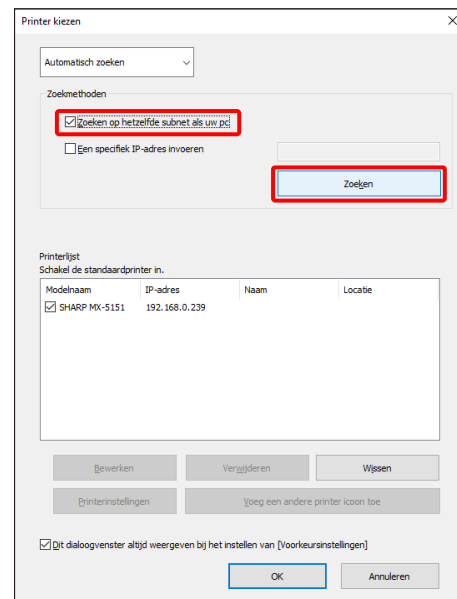 Printer kiezen
Automatisch zoeken
Zoekmethoden
Zoeken op hetzelfde subnet als uw pc
Een specifiek IP-adres invoeren
Zoeken
Printerlijst
Schakel de standaardprinter in.
Modelnaam IP-adres Naam Locatie
SHARP MX-5151 192.168.0.239
Bewerken Verwijderen Wissen
Printerinstellingen Voeg een andere printer icoon toe
Dit dialoogvenster altijd weergeven bij het instellen van [Voorkeursinstellingen]
OK Annuleren